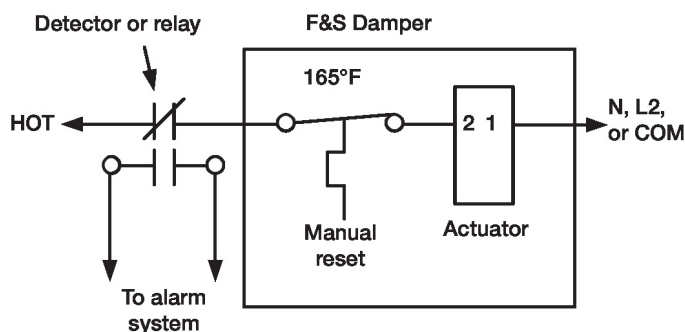 Detector or relay
F&S Damper
165°F
HOT
2 1
N, L2,
or COM
Manual
reset
Actuator
To alarm
system